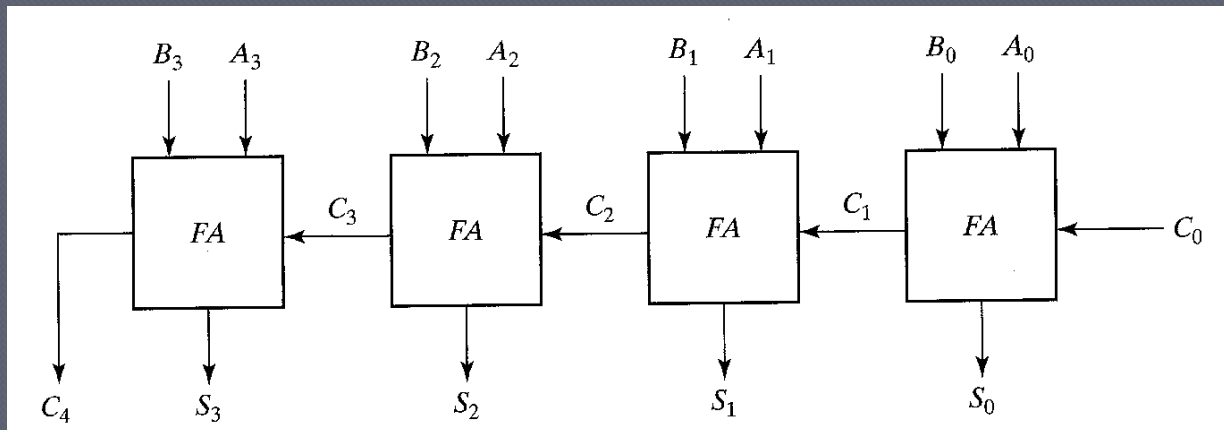 B₃ A₃ B₂ A₂ B₁ A₁ B₀ A₀
C₃ C₂ C₁
FA FA FA FA C₀
C₄ S₃ S₂ S₁ S₀